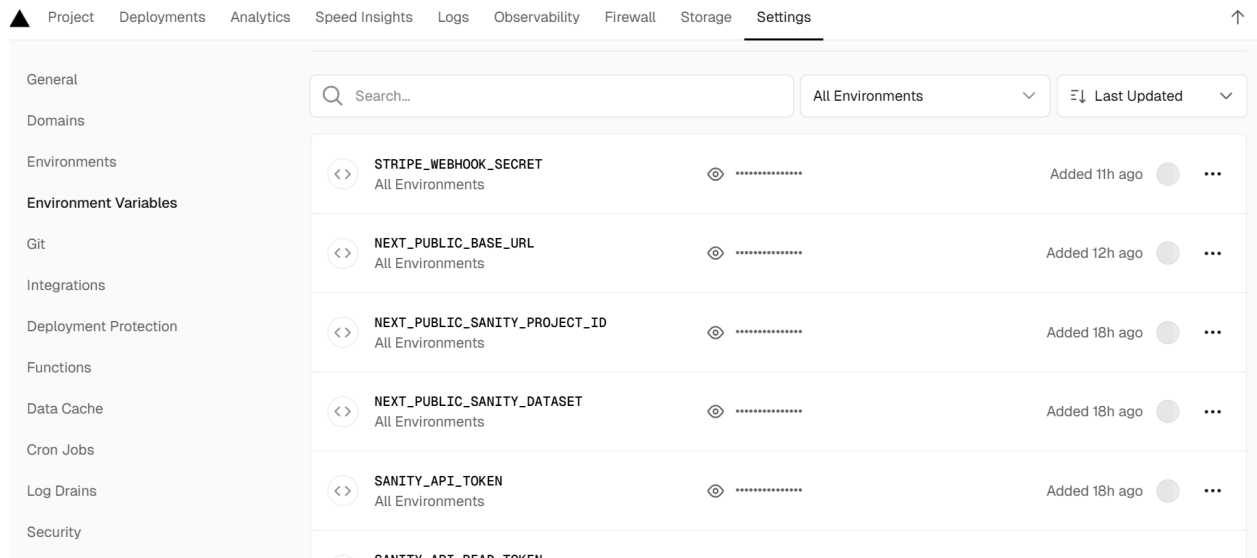 Project Deployments Analytics Speed Insights Logs Observability Firewall Storage Settings
General
Domains
Environments
Environment Variables
Git
Integrations
Deployment Protection
Functions
Data Cache
Cron Jobs
Log Drains
Security
Search...
All Environments
Last Updated
STRIPE_WEBHOOK_SECRET
All Environments
•••••••••••••••
Added 11h ago
NEXT_PUBLIC_BASE_URL
All Environments
•••••••••••••••
Added 12h ago
NEXT_PUBLIC_SANITY_PROJECT_ID
All Environments
•••••••••••••••
Added 18h ago
NEXT_PUBLIC_SANITY_DATASET
All Environments
•••••••••••••••
Added 18h ago
SANITY_API_TOKEN
All Environments
•••••••••••••••
Added 18h ago
SANITY_API_READ_TOKEN